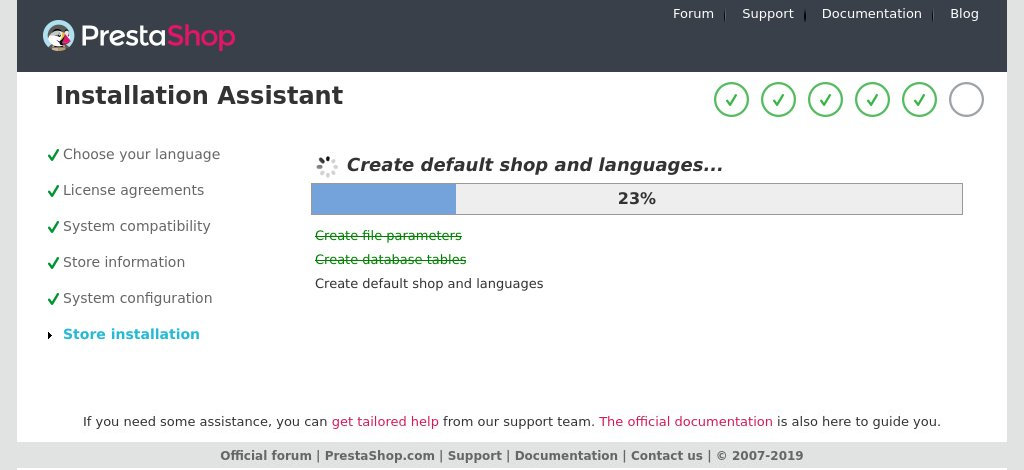 Forum | Support | Documentation | Blog
PrestaShop
Installation Assistant
Choose your language
License agreements
System compatibility
Store information
System configuration
Store installation
Create default shop and languages...
23%
Create file parameters
Create database tables
Create default shop and languages
If you need some assistance, you can get tailored help from our support team. The official documentation is also here to guide you.
Official forum | PrestaShop.com | Support | Documentation | Contact us | © 2007-2019